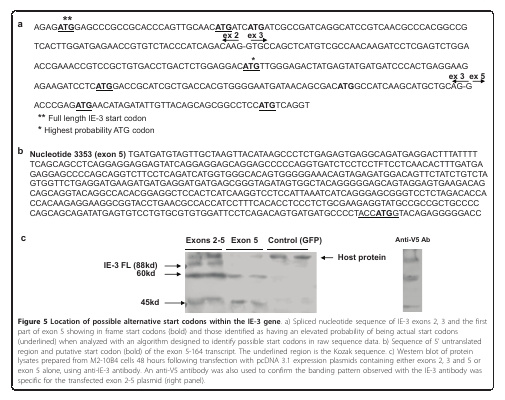 a
**
AGAGATGGAGCCCGCCGCACCCAGTTGCAACATGATCATGATCGCCGATCAGGCATCCGTCAACGCCCACGGCCG
ex 2 ex 3
TCACTTGGATGAGAACCGTGTCTACCCATCAGACAAG-GTGCCAGCTCATGTCGCCAACAAGATCCTCGAGTCTGGA
*
ACCGAAACCGTCCGCTGTGACCTGACTCTGGAGGACATGTTGGGAGACTATGAGTATGATGATCCCACTGAGGAAG
ex 3 ex 5
AGAAGATCCTCATGGACCGCATCGCTGACCACGTGGGGAATGATAACAGCGACATGGCCATCAAGCATGCTGCAG-G
ACCCGAGATGAACATAGATATTGTTACAGCAGCGGCCTCCATGTCAGGT
** Full length IE-3 start codon
* Highest probability ATG codon
b Nucleotide 3353 (exon 5) TGATGATGTAGTTGCTAAGTTACATAAGCCCTCTGAGAGTGAGGCAGATGAGGACTTTATTTT
TCAGCAGCCTAGAGGAGGAGGAGTATCAGGAGGAGCAGGAGCCCCCAGGTGATCTCCTCCTTTCCTCAACACTTTGATGA
GAGGAGCCCCAGCAGGTCTTCCTCAGATCATGGTGGGCACAGTGGGGGAAACAGTAGAGATGGACAGTTCTATCTGTCTA
GTGGTTCTGAGGATGAAGATGATGAGGATGATGAGCGGGTAGATAGTGGCTACAGGGGGAGCAGTAGGAGTGAAGACAG
CAGCAGGTACAGGCCACACGGAGGCTCCACTCATCAAGGTCCTCCATTAAATCATCAGGGAGCGGGTCCTCTAGACACCA
CCACAAGAGGAAGGCGGTACCTGAACGCCACCATCCTTTCACACTCCCTCTGCGAAGAGGTATGCCGCCGCTGCCCC
CAGCAGCAGATATGAGTGTCCTGTGCGTGTGGATTCCTCAGACAGTGTGATGATGCCCCTACCATGGTACAGAGGGGGACC
c
Exons 2-5 Exon 5 Control (GFP) Anti-V5 Ab
Host protein
IE-3 FL (88kd)
60kd
45kd
Figure 5 Location of possible alternative start codons within the IE-3 gene. a) Spliced nucleotide sequence of IE-3 exons 2, 3 and the first
part of exon 5 showing in frame start codons (bold) and those identified as having an elevated probability of being actual start codons
(underlined) when analyzed with an algorithm designed to identify possible start codons in raw sequence data. b) Sequence of 5' untranslated
region and putative start codon (bold) of the exon 5-164 transcript. The underlined region is the Kozak sequence. c) Western blot of protein
lysates prepared from M2-10B4 cells 48 hours following transfection with pcDNA 3.1 expression plasmids containing either exons 2, 3 and 5 or
exon 5 alone, using anti-IE-3 antibody. An anti-V5 antibody was also used to confirm the banding pattern observed with the IE-3 antibody was
specific for the transfected exon 2-5 plasmid (right panel).